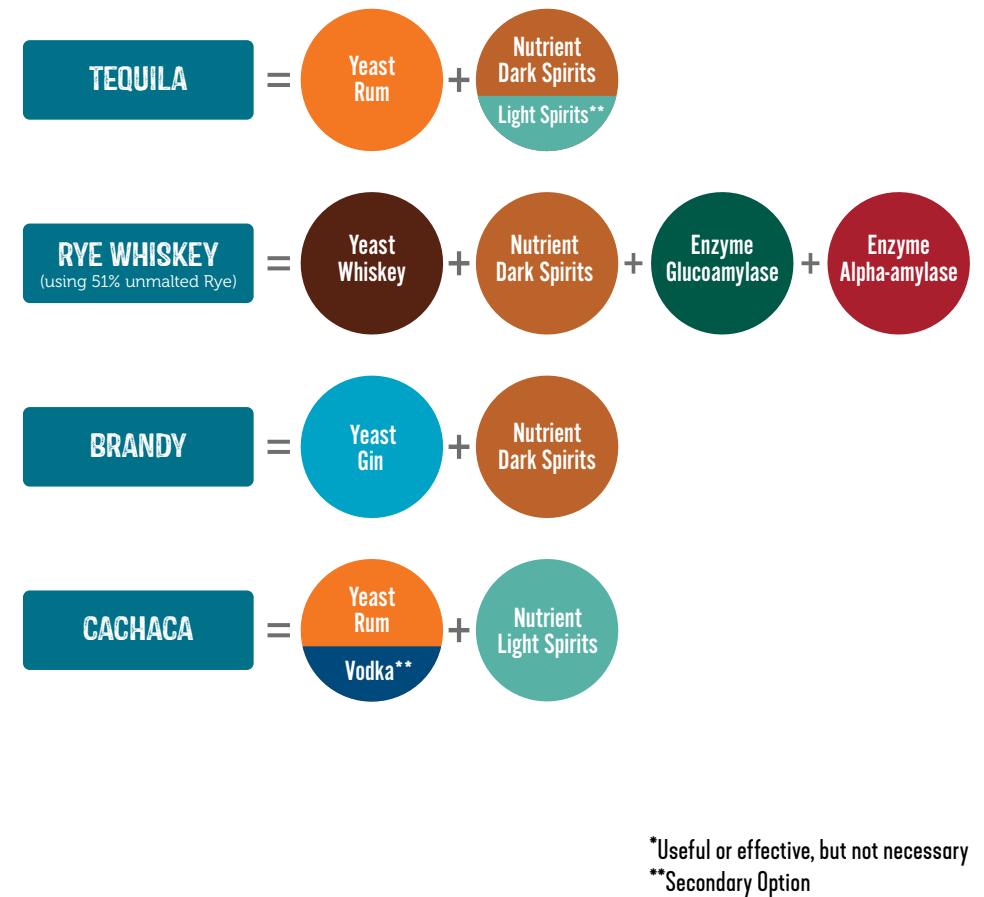 TEQUILA
=
Yeast
Rum
+
Nutrient
Dark Spirits
Light Spirits**
RYE WHISKEY
(using 51% unmalted Rye)
=
Yeast
Whiskey
+
Nutrient
Dark Spirits
+
Enzyme
Glucoamylase
+
Enzyme
Alpha-amylase
BRANDY
=
Yeast
Gin
+
Nutrient
Dark Spirits
CACHACA
=
Yeast
Rum
Vodka**
+
Nutrient
Light Spirits
*Useful or effective, but not necessary
**Secondary Option